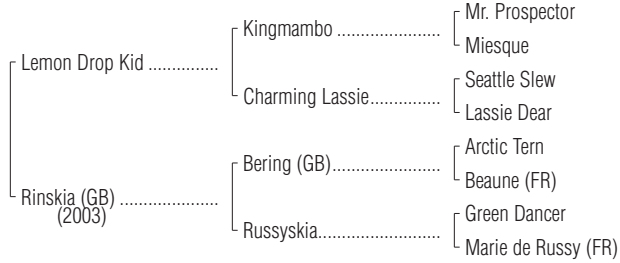 Mr. Prospector
Kingmambo ..................
Miesque
Lemon Drop Kid ...............
Seattle Slew
Charming Lassie...............
Lassie Dear
Arctic Tern
Bering (GB)......................
Beaune (FR)
Rinskia (GB) .....................
(2003)
Green Dancer
Russyskia.........................
Marie de Russy (FR)